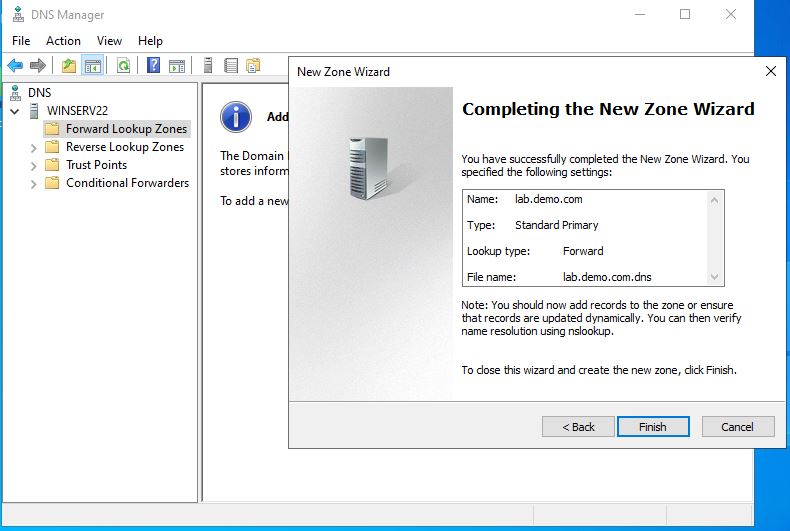 DNS Manager
File Action View Help
DNS
WINSERV22
Forward Lookup Zones
Reverse Lookup Zones
Trust Points
Conditional Forwarders
Add
The Domain
stores inform
To add a new
New Zone Wizard
Completing the New Zone Wizard
You have successfully completed the New Zone Wizard. You
specified the following settings:
Name: lab.demo.com
Type: Standard Primary
Lookup type: Forward
File name: lab.demo.com.dns
Note: You should now add records to the zone or ensure
that records are updated dynamically. You can then verify
name resolution using nslookup.
To close this wizard and create the new zone, click Finish.
< Back Finish Cancel